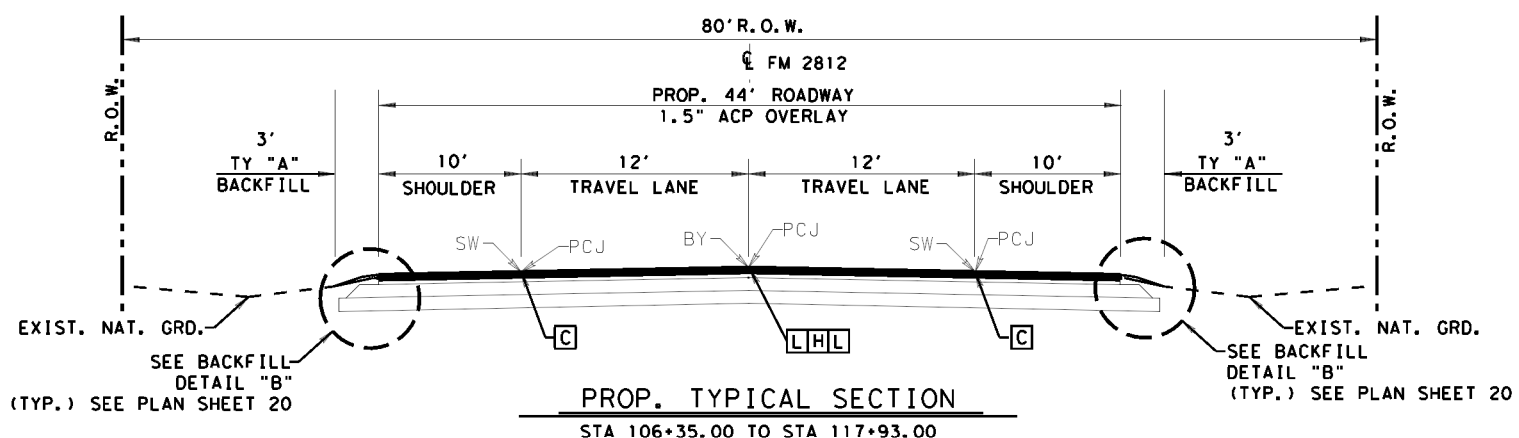 80' R.O.W.
℄ FM 2812
PROP. 44' ROADWAY
1.5" ACP OVERLAY
R.O.W.
R.O.W.
3'
TY "A"
BACKFILL
10'
SHOULDER
12'
TRAVEL LANE
12'
TRAVEL LANE
10'
SHOULDER
3'
TY "A"
BACKFILL
SW
PCJ
BY
PCJ
SW
PCJ
EXIST. NAT. GRD.
C
L H L
C
EXIST. NAT. GRD.
SEE BACKFILL
DETAIL "B"
(TYP.) SEE PLAN SHEET 20
SEE BACKFILL
DETAIL "B"
(TYP.) SEE PLAN SHEET 20
PROP. TYPICAL SECTION
STA 106+35.00 TO STA 117+93.00